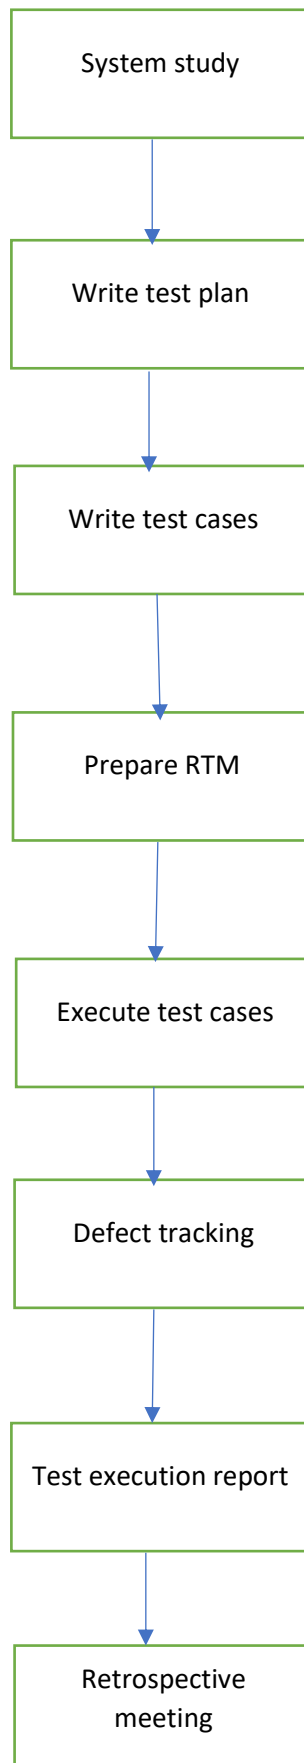 System study
Write test plan
Write test cases
Prepare RTM
Execute test cases
Defect tracking
Test execution report
Retrospective
meeting